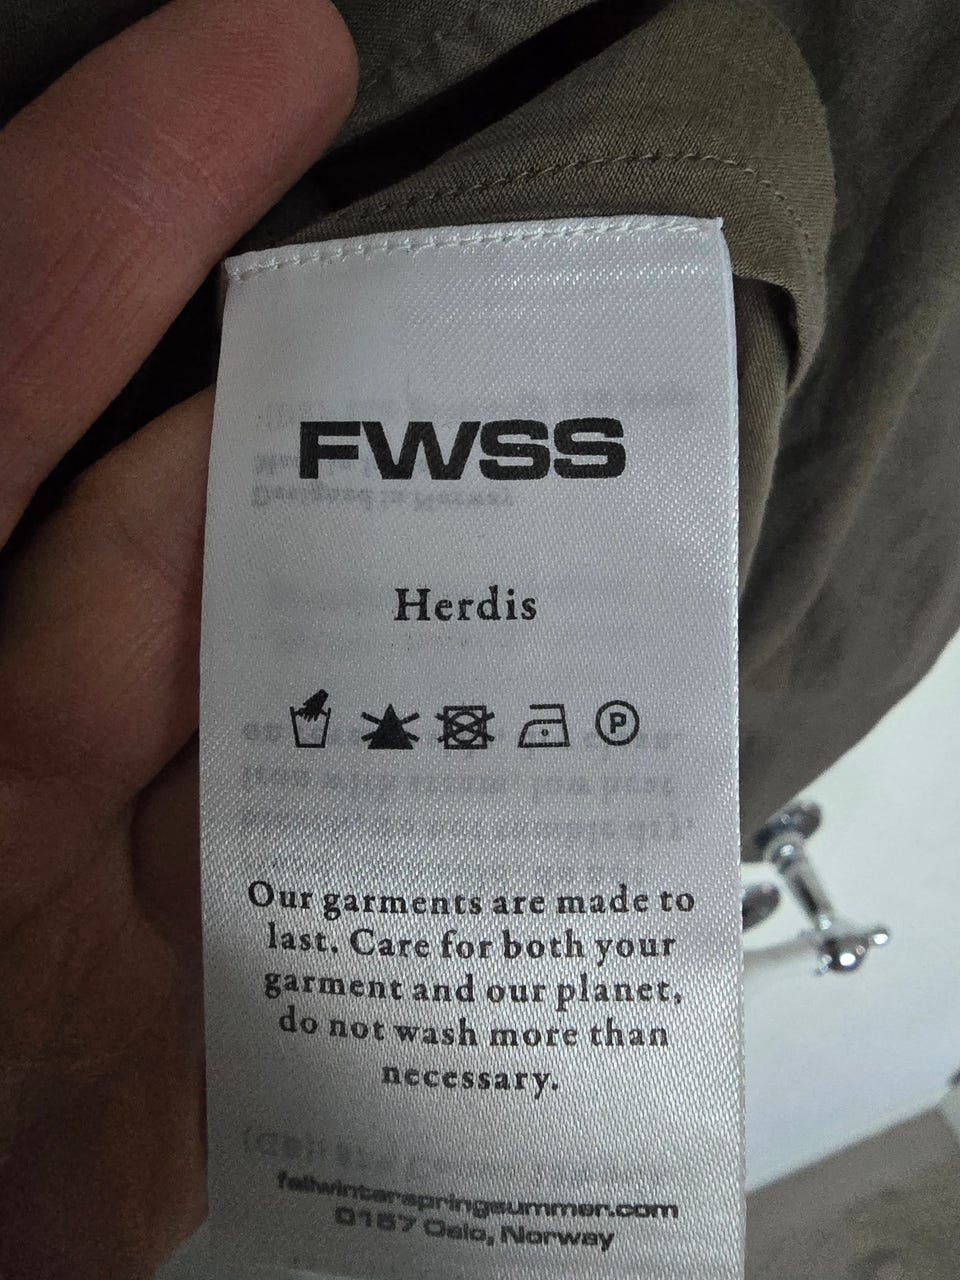 FWSS
Herdis
P
Our garments are made to
last. Care for both your
garment and our planet,
do not wash more than
necessary.
fallwinterspringsummer.com
0157 Oslo, Norway